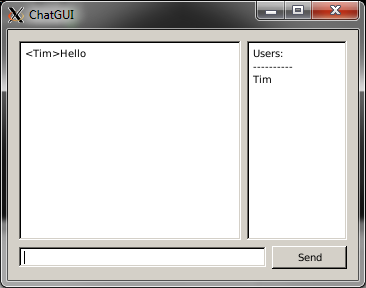 ChatGUI
<Tim>Hello
Users:
----------
Tim
Send